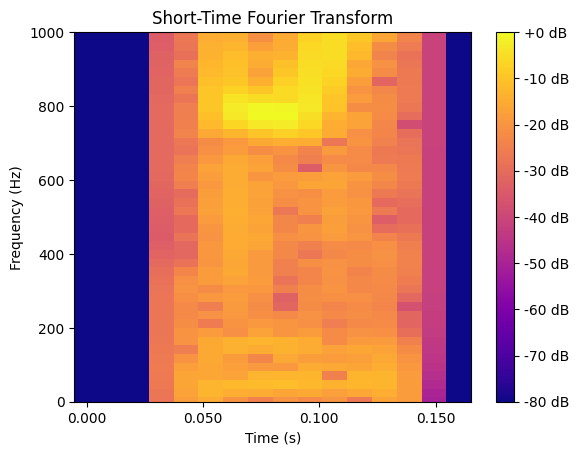 Short-Time Fourier Transform
1000
800
600
400
200
0
Frequency (Hz)
0.000
0.050
0.100
0.150
Time (s)
+0 dB
-10 dB
-20 dB
-30 dB
-40 dB
-50 dB
-60 dB
-70 dB
-80 dB